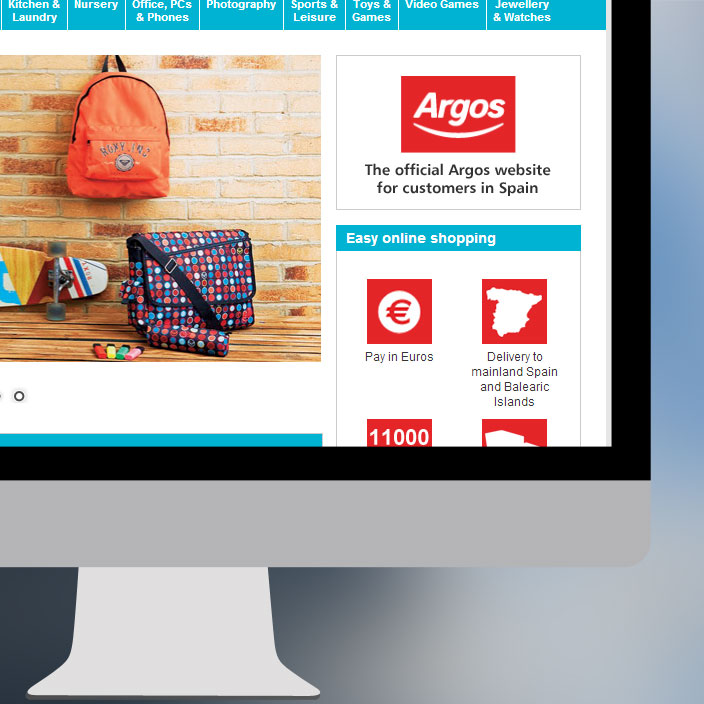 Kitchen &
Laundry
Nursery
Office, PCs
& Phones
Photography
Sports &
Leisure
Toys &
Games
Video Games
Jewellery
& Watches
ROXY INC
Argos
The official Argos website
for customers in Spain
Easy online shopping
Pay in Euros
Delivery to
mainland Spain
and Balearic
Islands
11000